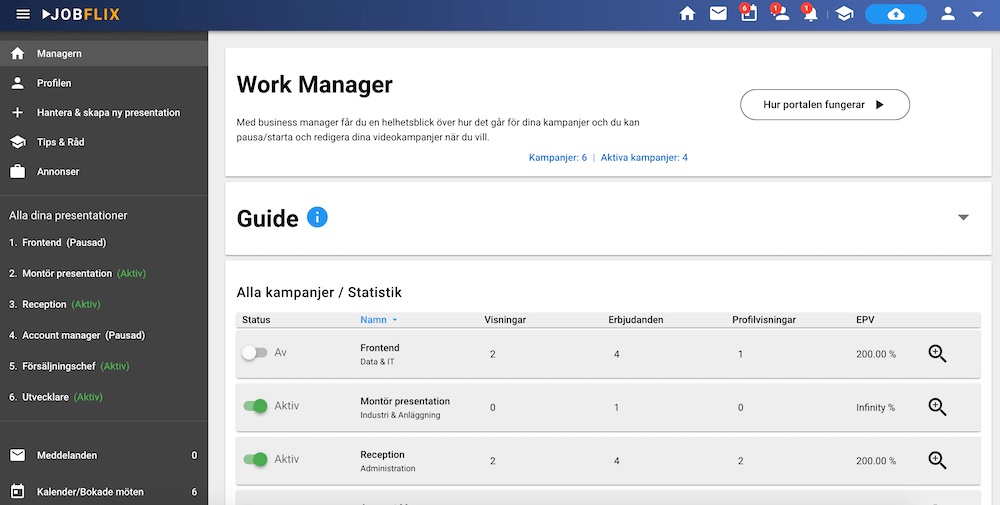 JOBFLIX
6
1
1
Managern
Profilen
Hantera & skapa ny presentation
Tips & Råd
Annonser
Alla dina presentationer
1. Frontend (Pausad)
2. Montör presentation (Aktiv)
3. Reception (Aktiv)
4. Account manager (Pausad)
5. Försäljningschef (Aktiv)
6. Utvecklare (Aktiv)
Meddelanden 0
Kalender/Bokade möten 6
Work Manager
Med business manager får du en helhetsblick över hur det går för dina kampanjer och du kan
pausa/starta och redigera dina videokampanjer när du vill.
Hur portalen fungerar
Kampanjer: 6 | Aktiva kampanjer: 4
Guide
Alla kampanjer / Statistik
Status Namn Visningar Erbjudanden Profilvisningar EPV
Av Frontend 2 4 1 200.00 %
Data & IT
Aktiv Montör presentation 0 1 0 Infinity %
Industri & Anläggning
Aktiv Reception 2 4 2 200.00 %
Administration